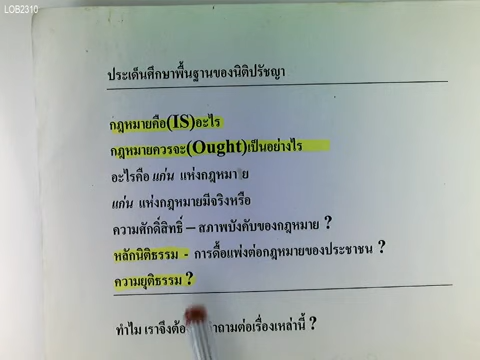 LOB2310
ประเด็นศึกษาพื้นฐานของนิติปรัชญา
กฎหมายคือ(IS)อะไร
กฎหมายควรจะ(Ought)เป็นอย่างไร
อะไรคือ แก่น แห่งกฎหมาย
แก่น แห่งกฎหมายมีจริงหรือ
ความศักดิ์สิทธิ์ – สภาพบังคับของกฎหมาย ?
หลักนิติธรรม - การดื้อแพ่งต่อกฎหมายของประชาชน ?
ความยุติธรรม ?
ทำไม เราจึงต้อ าถามต่อเรื่องเหล่านี้ ?